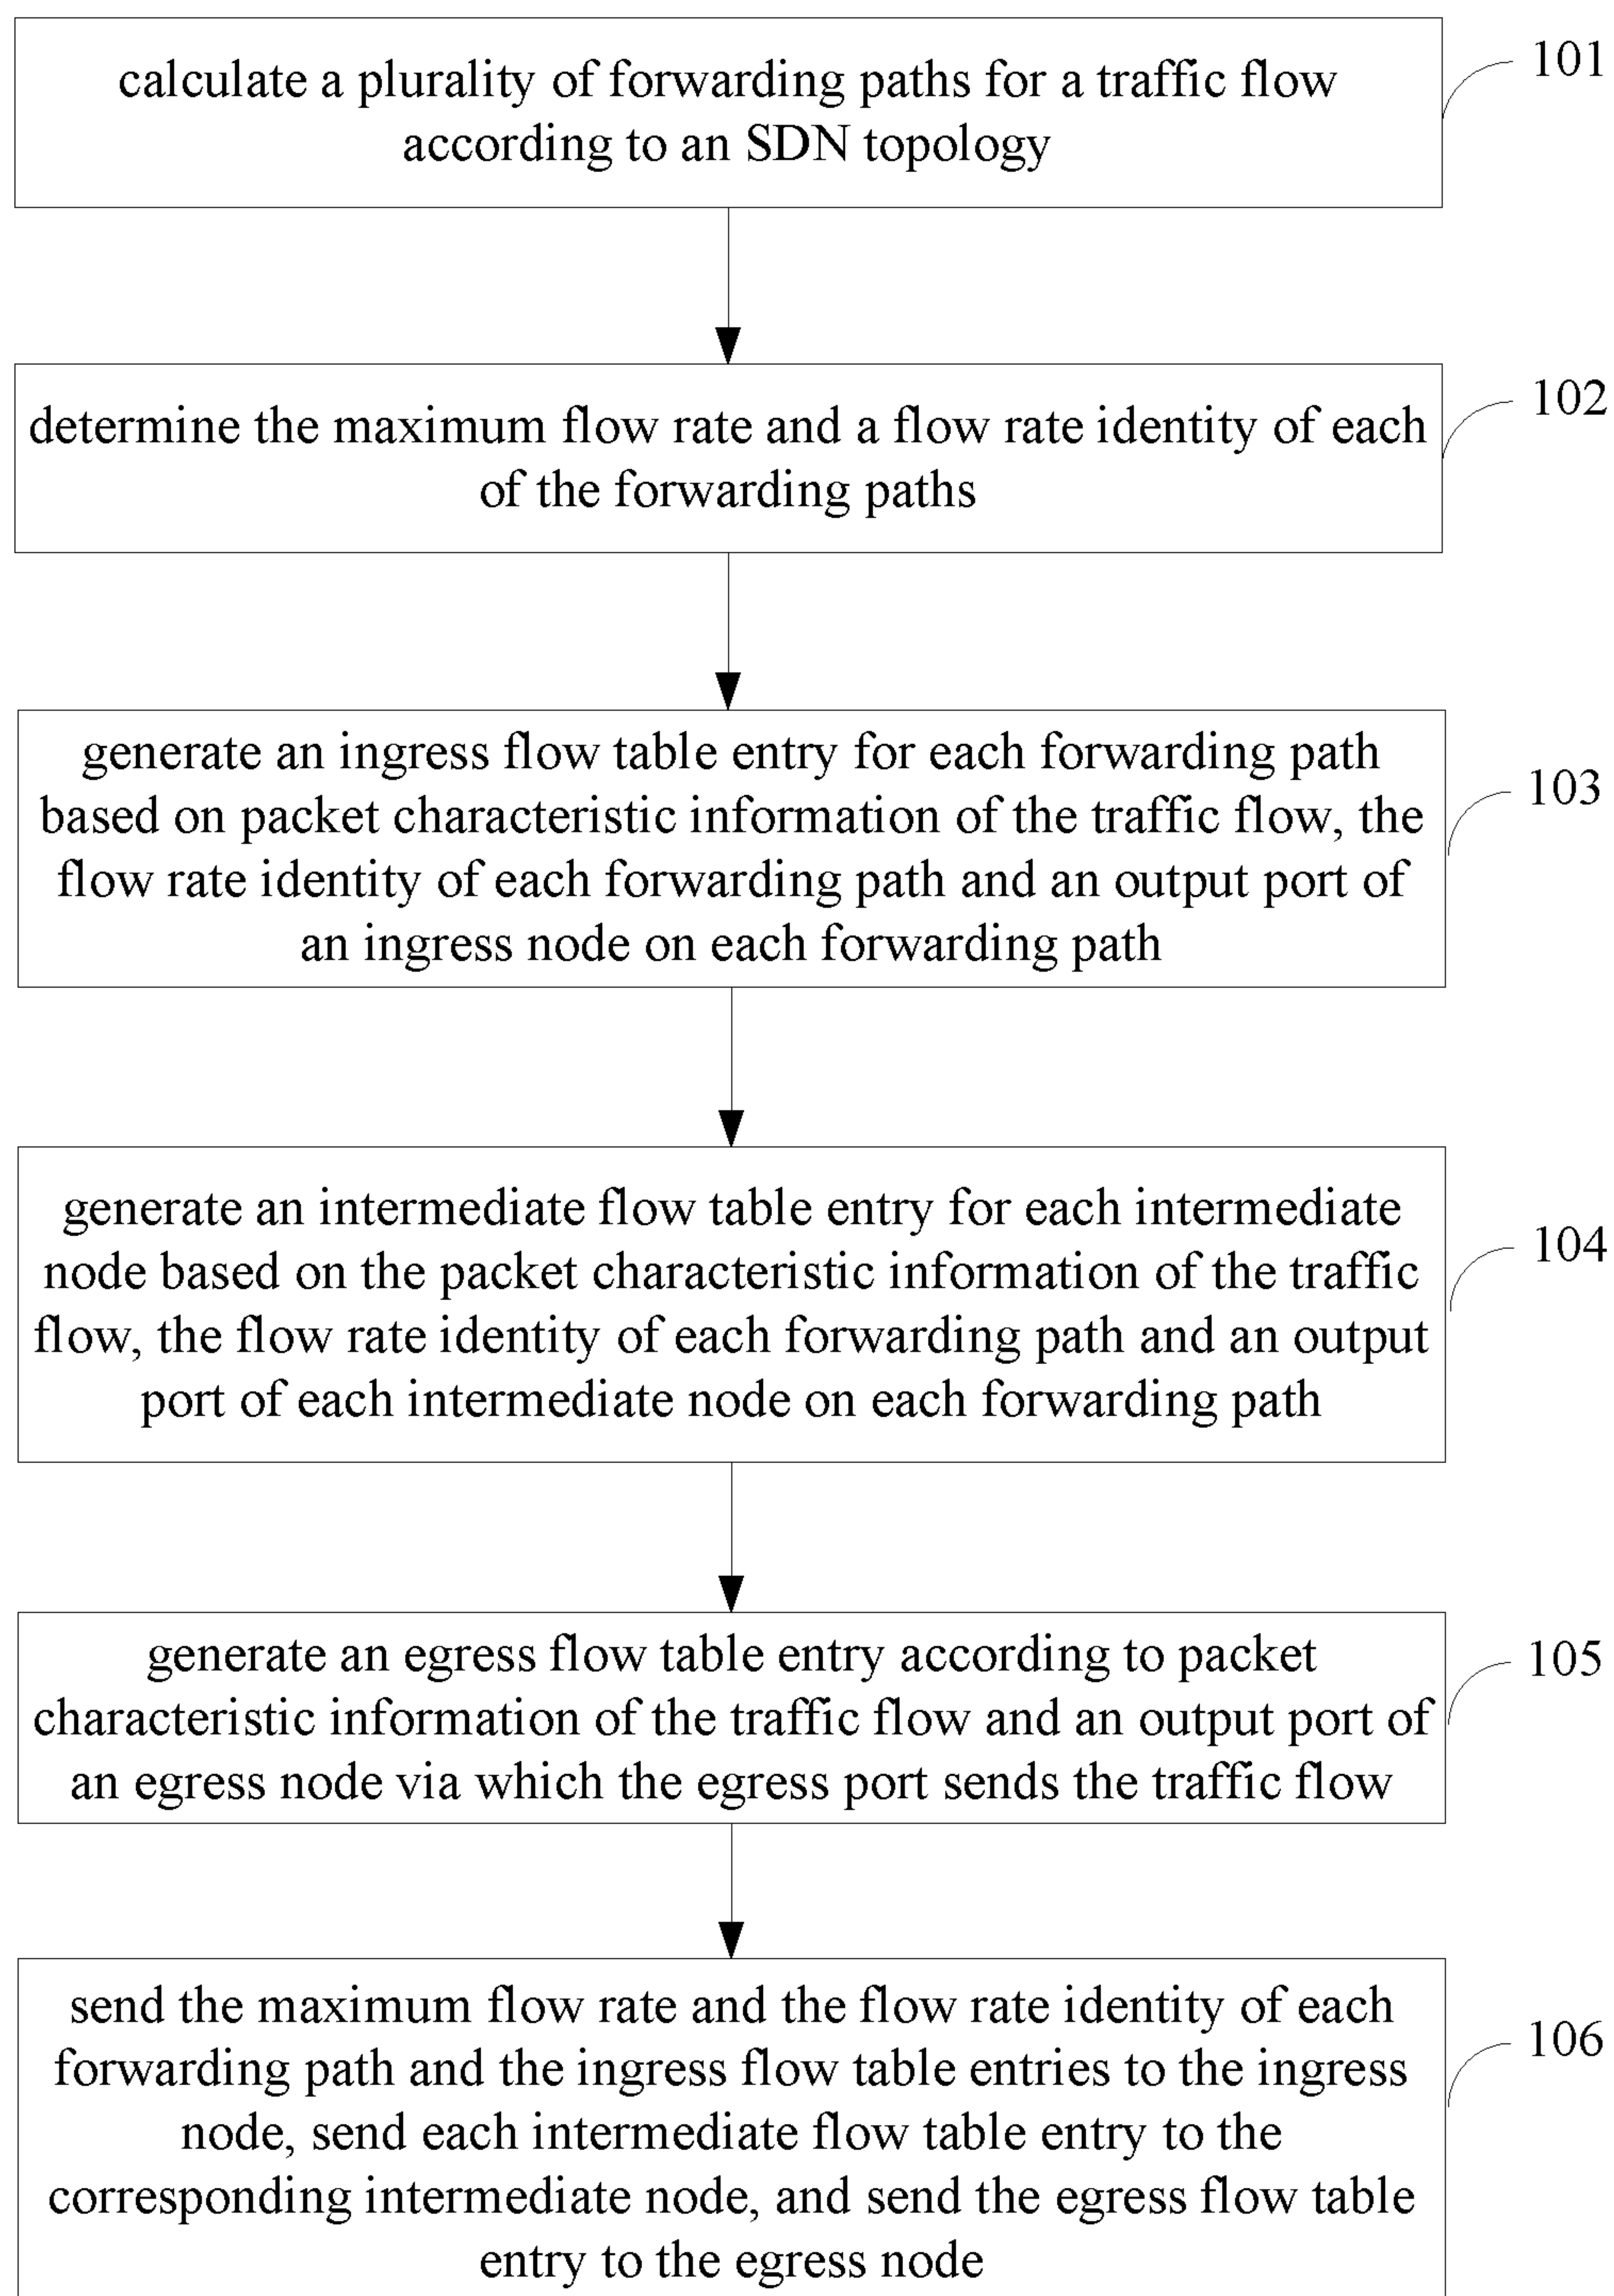 calculate a plurality of forwarding paths for a traffic flow
according to an SDN topology
101
determine the maximum flow rate and a flow rate identity of each
of the forwarding paths
102
generate an ingress flow table entry for each forwarding path
based on packet characteristic information of the traffic flow, the
flow rate identity of each forwarding path and an output port of
an ingress node on each forwarding path
103
generate an intermediate flow table entry for each intermediate
node based on the packet characteristic information of the traffic
flow, the flow rate identity of each forwarding path and an output
port of each intermediate node on each forwarding path
104
generate an egress flow table entry according to packet
characteristic information of the traffic flow and an output port of
an egress node via which the egress port sends the traffic flow
105
send the maximum flow rate and the flow rate identity of each
forwarding path and the ingress flow table entries to the ingress
node, send each intermediate flow table entry to the
corresponding intermediate node, and send the egress flow table
entry to the egress node
106